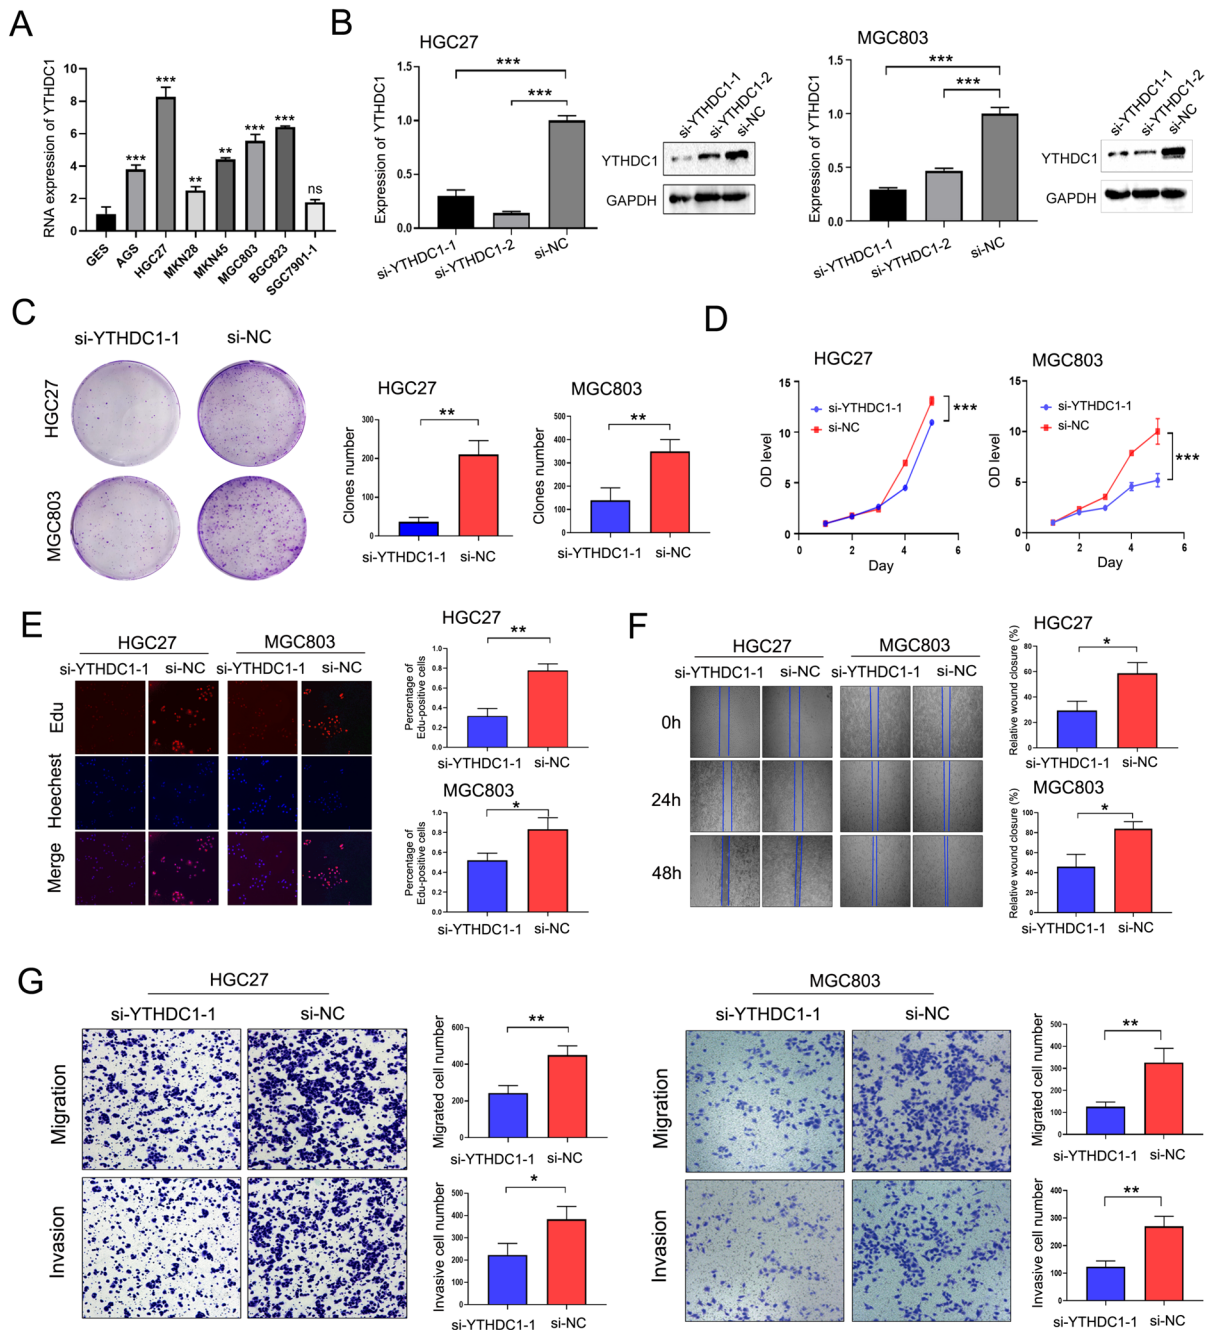 A
RNA expression of YTHDC1
10
8
6
4
2
0
***
***
**
**
***
***
ns
GES
AGS
HGC27
MKN28
MKN45
MGC803
BGC823
SGC7901-1
B
HGC27
Expression of YTHDC1
1.5
1.0
0.5
0.0
***
***
si-YTHDC1-1
si-YTHDC1-2
si-NC
si-YTHDC1-1
si-YTHDC1-2
si-NC
YTHDC1
GAPDH
MGC803
Expression of YTHDC1
1.5
1.0
0.5
0.0
***
***
si-YTHDC1-1
si-YTHDC1-2
si-NC
si-YTHDC1-1
si-YTHDC1-2
si-NC
YTHDC1
GAPDH
C
si-YTHDC1-1
si-NC
HGC27
MGC803
HGC27
Clones number
300
200
100
0
**
si-YTHDC1-1
si-NC
MGC803
Clones number
500
400
300
200
100
0
**
si-YTHDC1-1
si-NC
D
HGC27
OD level
15
10
5
0
si-YTHDC1-1
si-NC
***
0
2
4
6
Day
MGC803
OD level
15
10
5
0
si-YTHDC1-1
si-NC
***
0
2
4
6
Day
E
HGC27
MGC803
si-YTHDC1-1
si-NC
si-YTHDC1-1
si-NC
Edu
Hoechest
Merge
HGC27
Percentage of
Edu-positive cells
1.0
0.8
0.6
0.4
0.2
0.0
**
si-YTHDC1-1
si-NC
MGC803
Percentage of
Edu-positive cells
1.0
0.8
0.6
0.4
0.2
0.0
*
si-YTHDC1-1
si-NC
F
HGC27
MGC803
si-YTHDC1-1
si-NC
si-YTHDC1-1
si-NC
0h
24h
48h
HGC27
Relative wound closure (%)
80
60
40
20
0
*
si-YTHDC1-1
si-NC
MGC803
Relative wound closure (%)
100
80
60
40
20
0
*
si-YTHDC1-1
si-NC
G
HGC27
si-YTHDC1-1
si-NC
Migration
Invasion
Migrated cell number
600
400
200
0
**
si-YTHDC1-1
si-NC
Invasive cell number
500
400
300
200
100
0
*
si-YTHDC1-1
si-NC
MGC803
si-YTHDC1-1
si-NC
Migration
Invasion
Migrated cell number
500
400
300
200
100
0
**
si-YTHDC1-1
si-NC
Invasive cell number
400
300
200
100
0
**
si-YTHDC1-1
si-NC